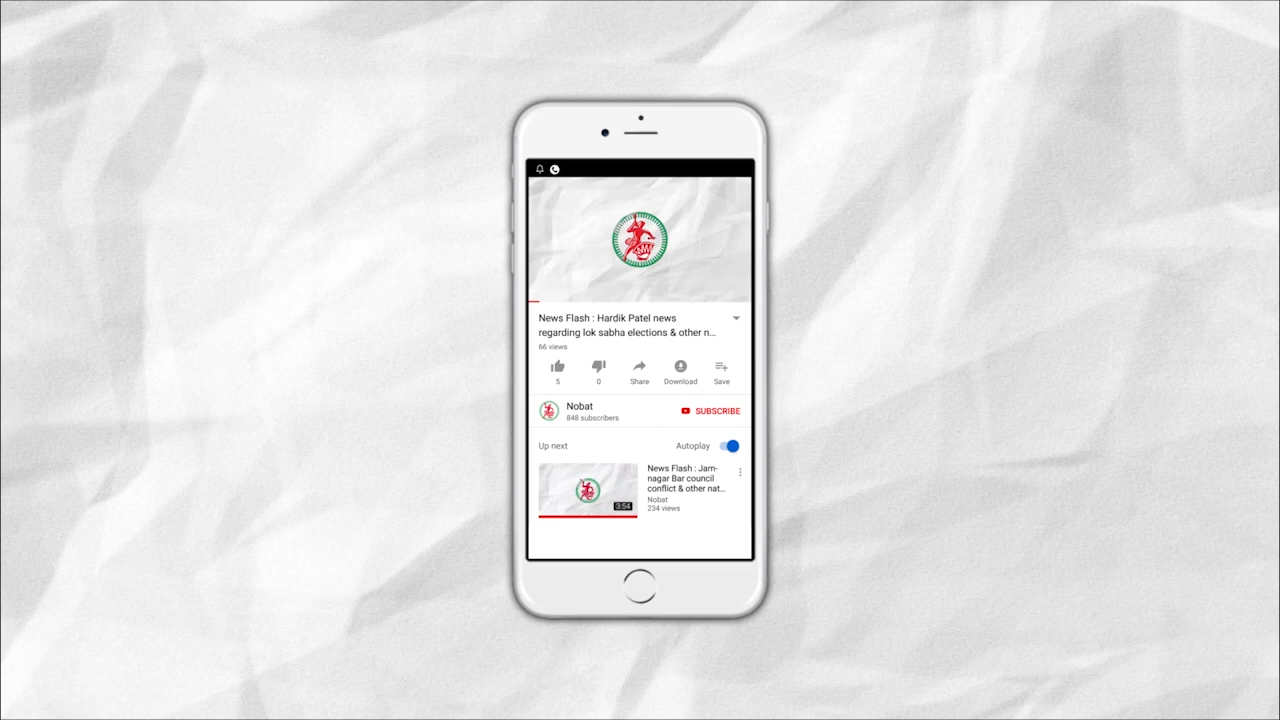 News Flash : Hardik Patel news
regarding lok sabha elections & other n...
66 views
5
0
Share
Download
Save
Nobat
848 subscribers
SUBSCRIBE
Up next
Autoplay
3:54
News Flash : Jam-
nagar Bar council
conflict & other nat...
Nobat
234 views